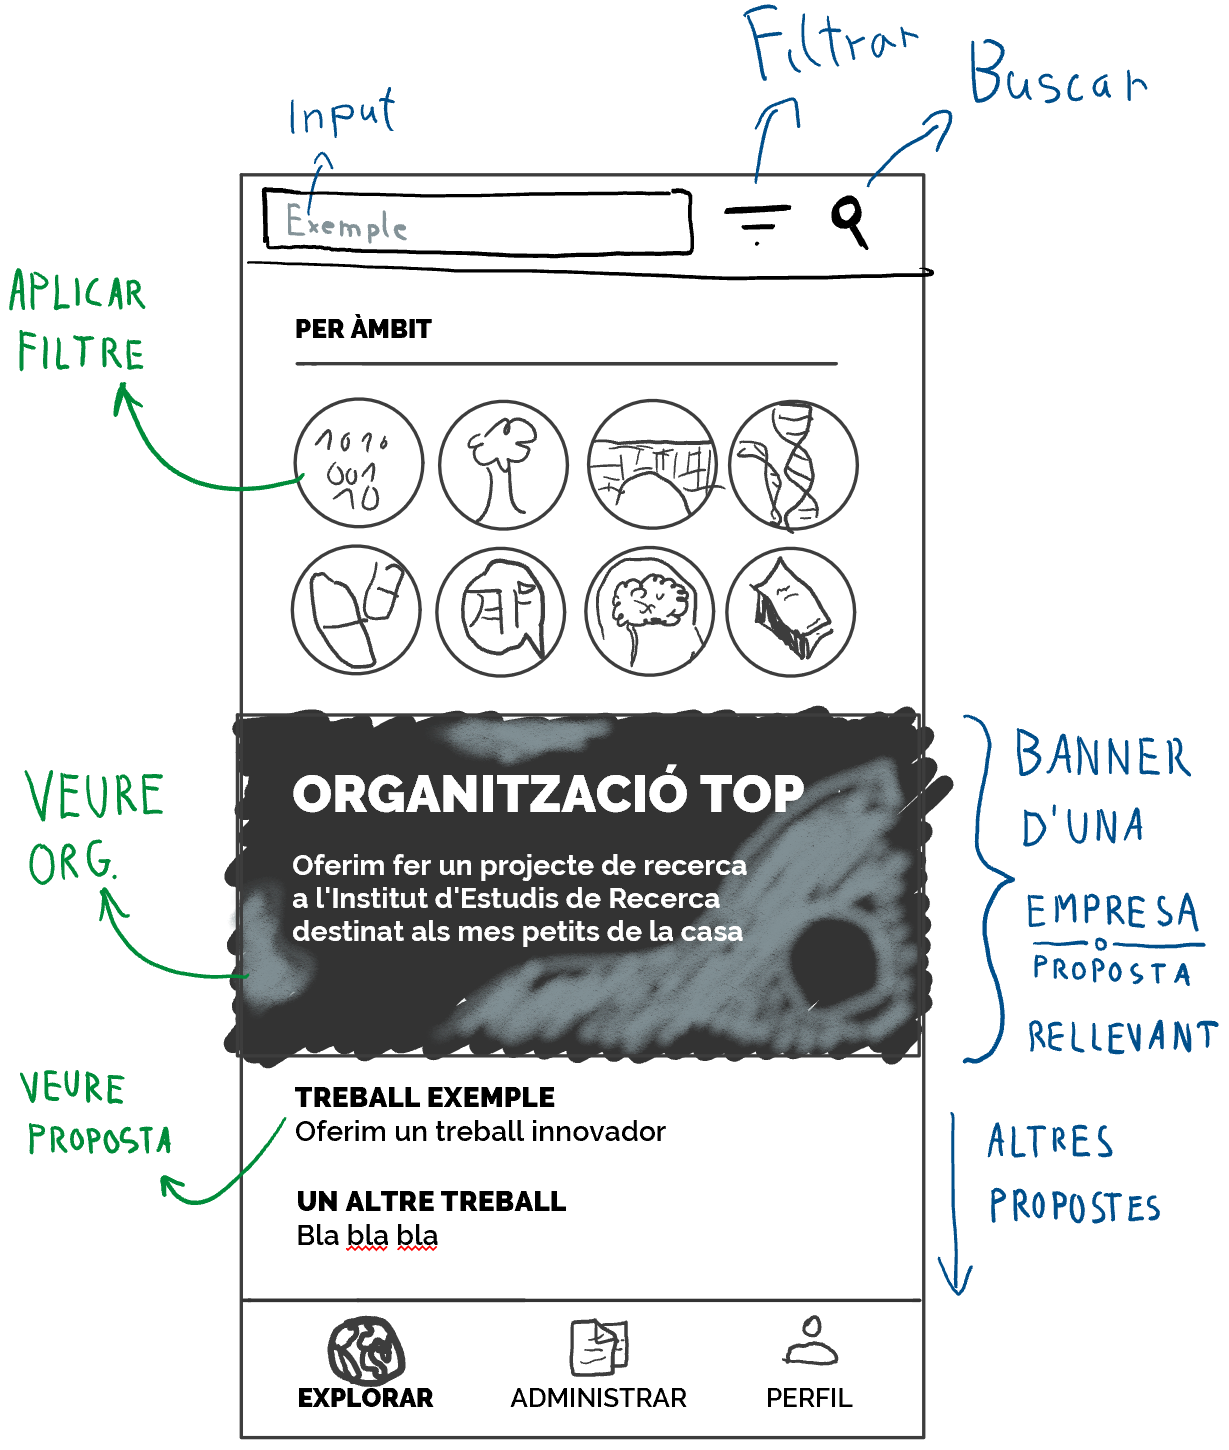 Filtrar
Buscar
Input
Exemple
APLICAR
FILTRE
PER ÀMBIT
1010
001
10
VEURE
ORG.
ORGANITZACIÓ TOP
Oferim fer un projecte de recerca
a l'Institut d'Estudis de Recerca
destinat als mes petits de la casa
BANNER
D'UNA
EMPRESA
O
PROPOSTA
RELLEVANT
VEURE
PROPOSTA
TREBALL EXEMPLE
Oferim un treball innovador
UN ALTRE TREBALL
Bla bla bla
ALTRES
PROPOSTES
EXPLORAR
ADMINISTRAR
PERFIL